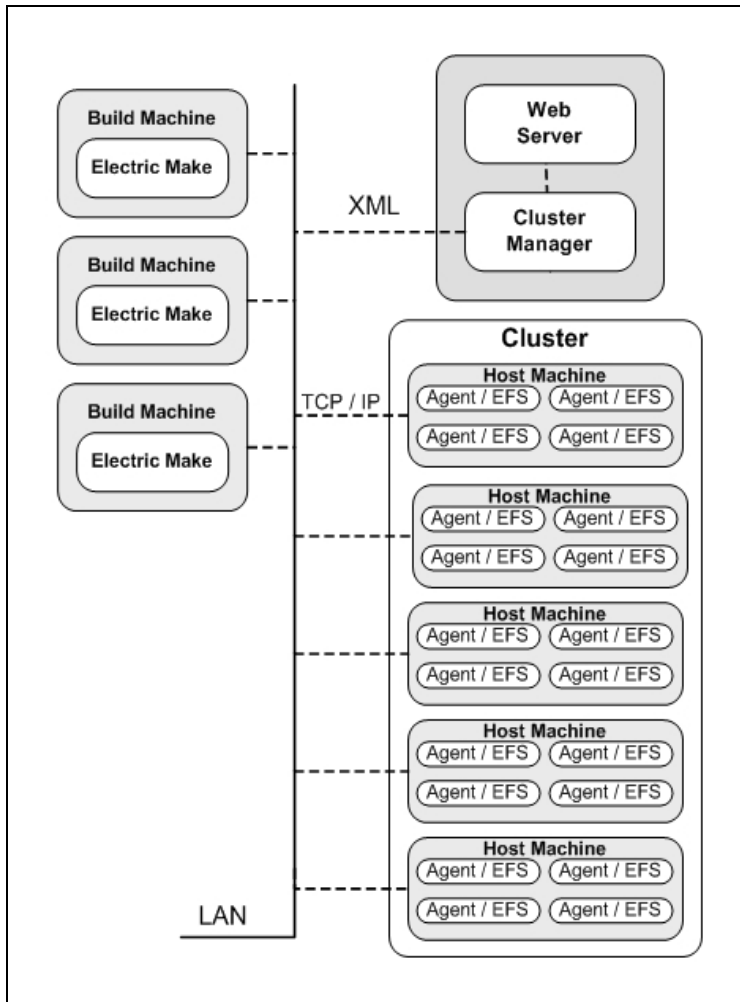 Build Machine
Electric Make
Build Machine
Electric Make
Build Machine
Electric Make
LAN
XML
TCP / IP
Web
Server
Cluster
Manager
Cluster
Host Machine
Agent / EFS Agent / EFS
Agent / EFS Agent / EFS
Host Machine
Agent / EFS Agent / EFS
Agent / EFS Agent / EFS
Host Machine
Agent / EFS Agent / EFS
Agent / EFS Agent / EFS
Host Machine
Agent / EFS Agent / EFS
Agent / EFS Agent / EFS
Host Machine
Agent / EFS Agent / EFS
Agent / EFS Agent / EFS